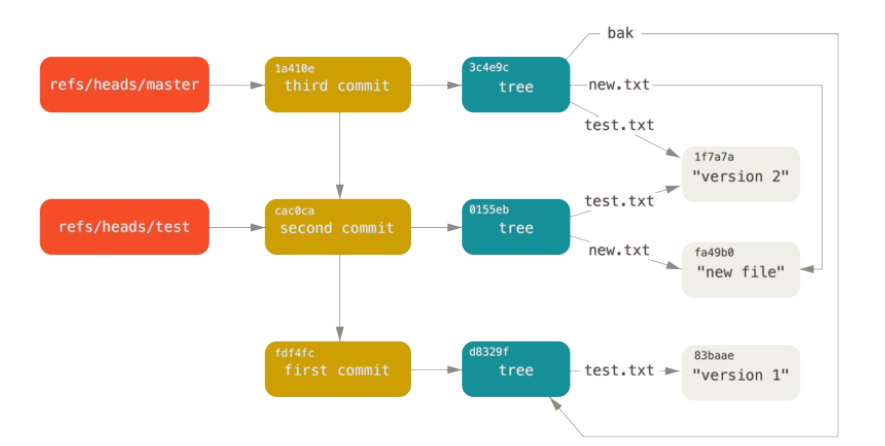 bak
1a410e
3c4e9c
refs/heads/master
third commit
tree
new.txt
test.txt
1f7a7a
"version 2"
cac0ca
0155eb
test.txt
refs/heads/test
second commit
tree
new.txt
fa49b0
"new file"
fdf4fc
d8329f
83baae
first commit
tree
test.txt
"version 1"